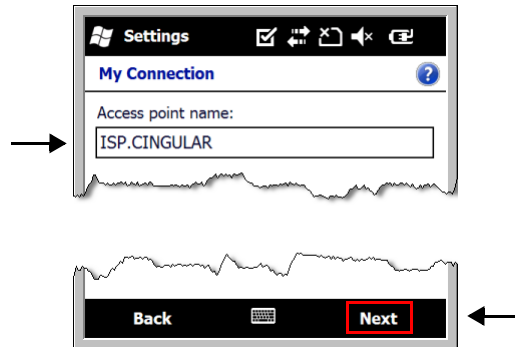 Settings
My Connection
Access point name:
ISP.CINGULAR
Back Next